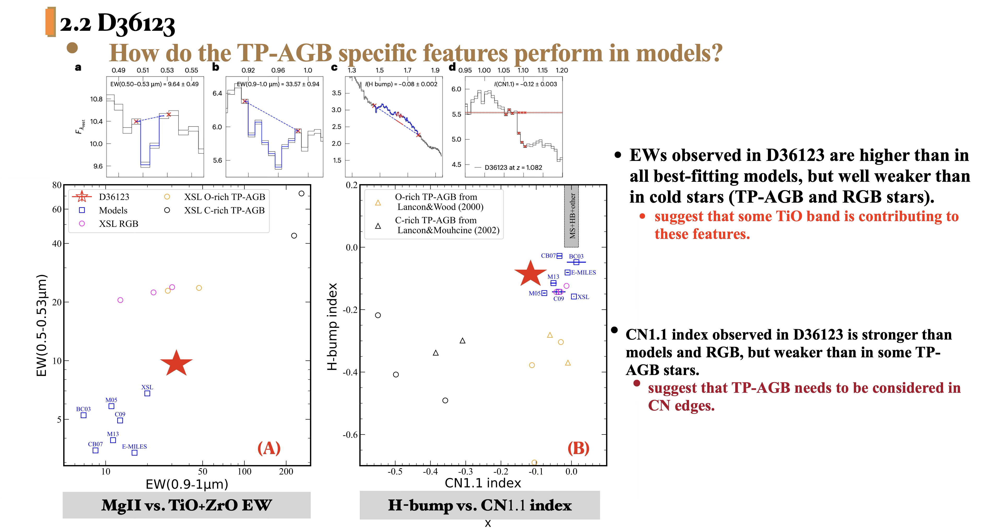 2.2 D36123
• How do the TP-AGB specific features perform in models?
a
0.49 0.51 0.53 0.55
EW(0.50–0.53 μm) = 9.64 ± 0.49
10.8
10.4
10.0
9.6
Fλrest
b
0.92 0.96 1.0
EW(0.9–1.0 μm) = 33.57 ± 0.94
6.4
6.0
5.6
c
1.3 1.5 1.7 1.9
I(H bump) = −0.08 ± 0.002
3.5
3.0
2.5
2.0
1.5
d
0.95 1.00 1.05 1.10 1.15 1.20
I(CN1.1) = −0.12 ± 0.003
6.0
5.5
5.0
4.5
D36123 at z = 1.082
80
60
40
20
10
5
EW(0.5-0.53μm)
D36123
Models
XSL RGB
XSL O-rich TP-AGB
XSL C-rich TP-AGB
XSL
M05
BC03
C09
M13
CB07
E-MILES
(A)
10 50 100 200
EW(0.9-1μm)
MgII vs. TiO+ZrO EW
0.2
0.0
-0.2
-0.4
-0.6
H-bump index
O-rich TP-AGB from
Lancon&Wood (2000)
C-rich TP-AGB from
Lancon&Mouhcine (2002)
MS+HB+other
CB07
BC03
E-MILES
M13
M05
C09
XSL
(B)
-0.5 -0.4 -0.3 -0.2 -0.1 0.0
CN1.1 index
H-bump vs. CN1.1 index
x
• EWs observed in D36123 are higher than in
all best-fitting models, but well weaker than
in cold stars (TP-AGB and RGB stars).
• suggest that some TiO band is contributing to
these features.
• CN1.1 index observed in D36123 is stronger than
models and RGB, but weaker than in some TP-
AGB stars.
• suggest that TP-AGB needs to be considered in
CN edges.